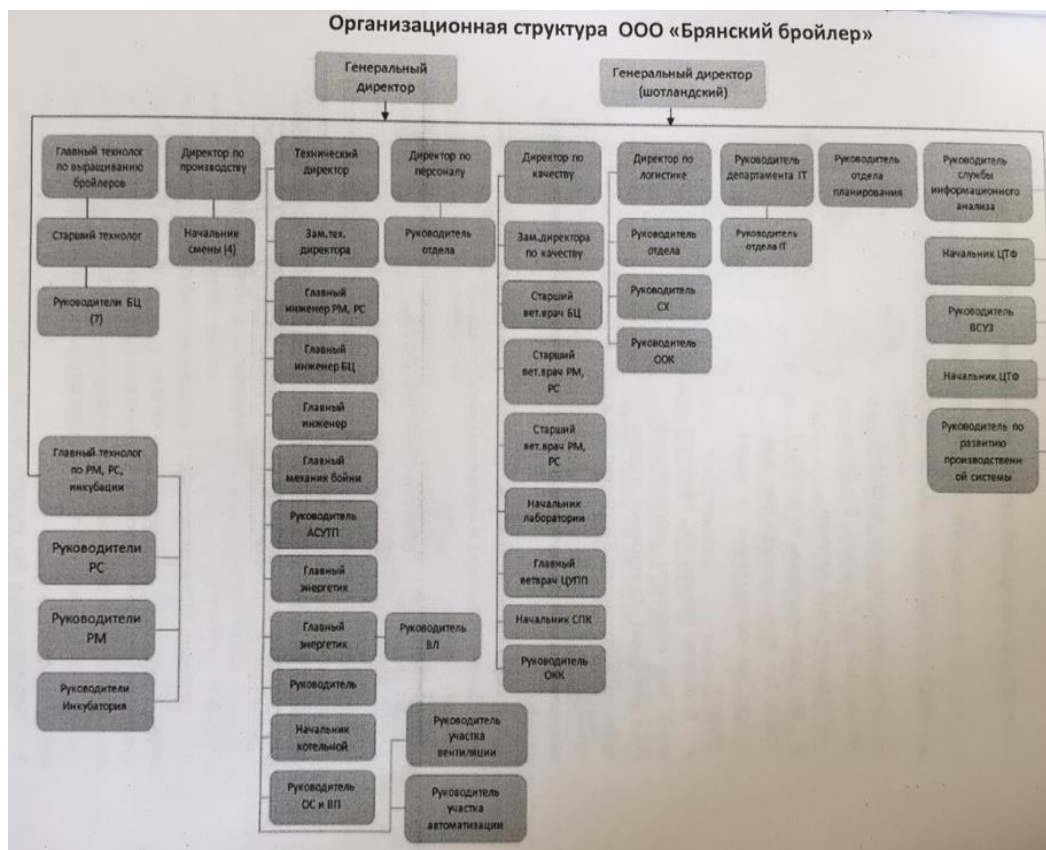 Организационная структура ООО «Брянский бройлер»
Генеральный
директор
Генеральный директор
(шотландский)
Главный технолог
по выращиванию
бройлеров
Директор по
производству
Технический
директор
Директор по
персоналу
Директор по
качеству
Директор по
логистике
Руководитель
департамента IT
Руководитель
отдела
планирования
Руководитель
службы
информационного
анализа
Старший технолог
Начальник
смены (4)
Зам.тех.
директора
Руководитель
отдела
Зам.директора
по качеству
Руководитель
отдела
Руководитель
отдела IT
Начальник ЦТФ
Руководители БЦ
(7)
Главный
инженер РМ, РС
Старший
вет.врач БЦ
Руководитель
СХ
Руководитель
ВСУЗ
Главный
инженер БЦ
Старший
вет.врач РМ,
РС
Руководитель
ООК
Начальник ЦТФ
Главный
инженер
Старший
вет.врач РМ,
РС
Руководитель по
развитию
производственн
ой системы
Главный технолог
по РМ, РС,
инкубации
Главный
механик бойни
Начальник
лаборатории
Руководители
РС
Руководитель
АСУТП
Главный
энергетик
Главный
ветврач ЦУПП
Руководители
РМ
Главный
энергетик
Руководитель
ВЛ
Начальник СПК
Руководители
Инкубатория
Руководитель
Руководитель
ОКК
Начальник
котельной
Руководитель
участка
вентиляции
Руководитель
ОС и ВП
Руководитель
участка
автоматизации